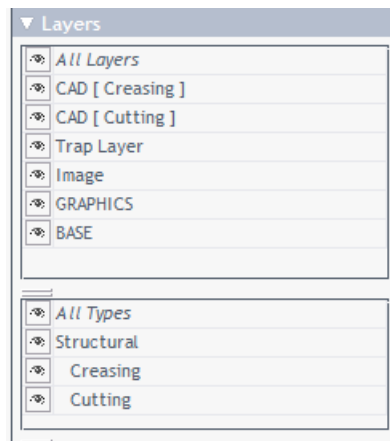 Layers
All Layers
CAD [ Creasing ]
CAD [ Cutting ]
Trap Layer
Image
GRAPHICS
BASE
All Types
Structural
Creasing
Cutting